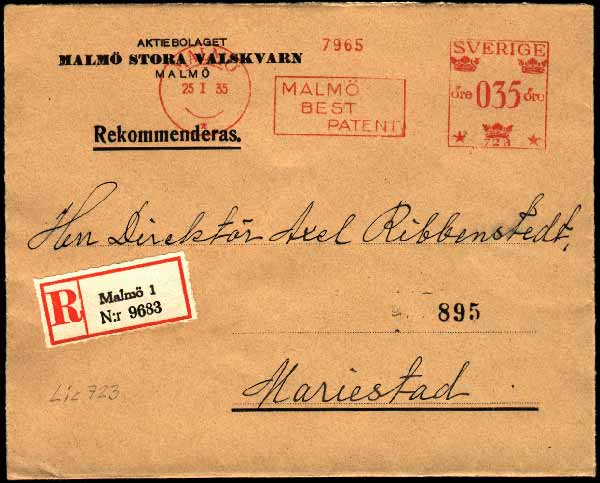 AKTIEBOLAGET
MALMÖ STORA VALSKVARN
MALMÖ
MALMÖ
25 I 35
7965
MALMÖ
BEST
PATENT
SVERIGE
öre 035 öre
723
Rekommenderas.
Herr Direktör Axel Ribbenstedt,
R
Malmö 1
N:r 9683
895
Mariestad
Lic 723